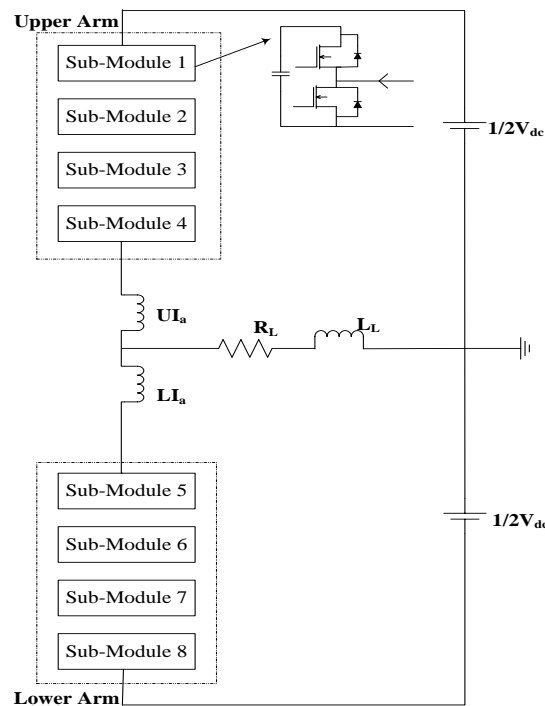 Upper Arm
Sub-Module 1
Sub-Module 2
Sub-Module 3
Sub-Module 4
1/2Vdc
UIa
RL
LL
LIa
Sub-Module 5
Sub-Module 6
Sub-Module 7
Sub-Module 8
1/2Vdc
Lower Arm